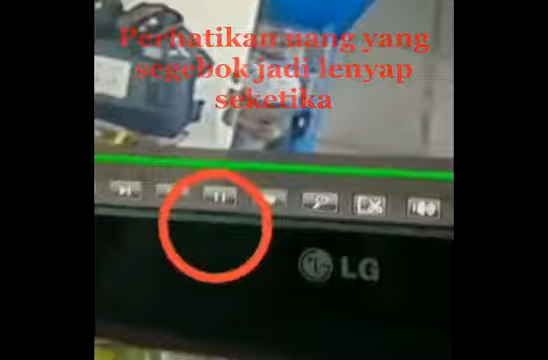 Perhatikan uang yang
segebok jadi lenyap
seketika
LG